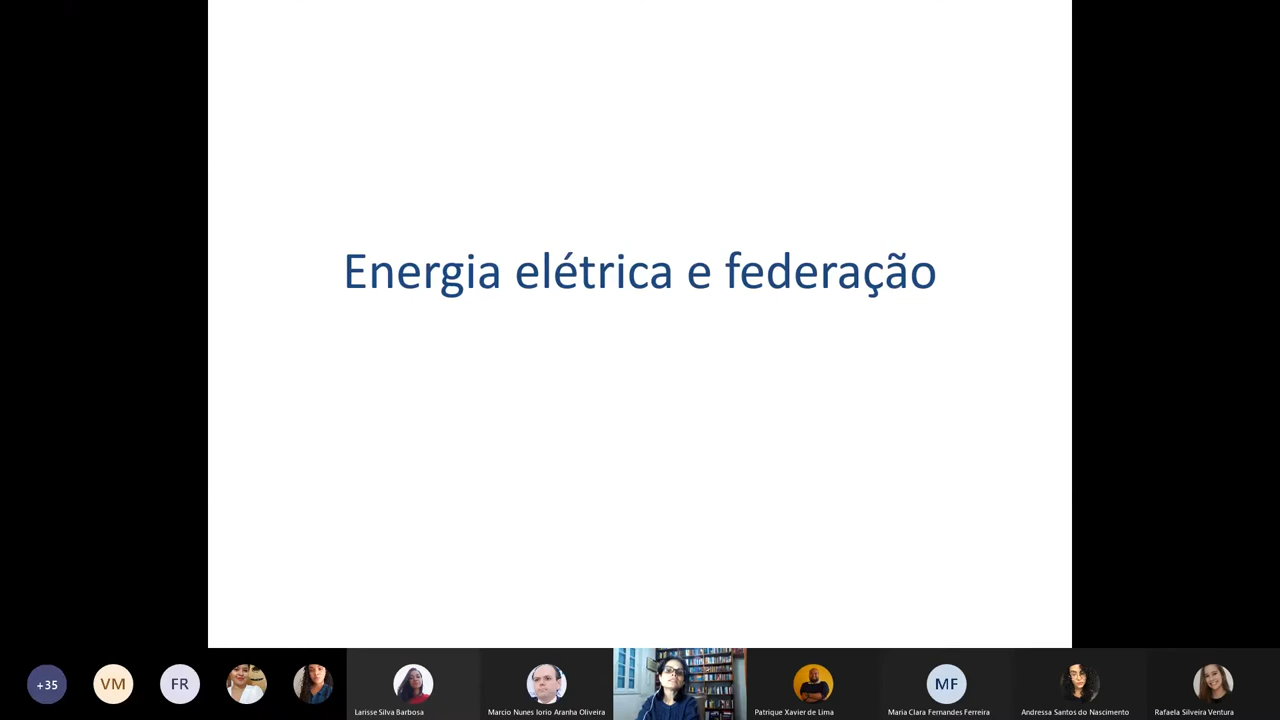 Energia elétrica e federação
+35
VM
FR
Larisse Silva Barbosa
Marcio Nunes Iorio Aranha Oliveira
Patrique Xavier de Lima
MF
Maria Clara Fernandes Ferreira
Andressa Santos do Nascimento
Rafaela Silveira Ventura